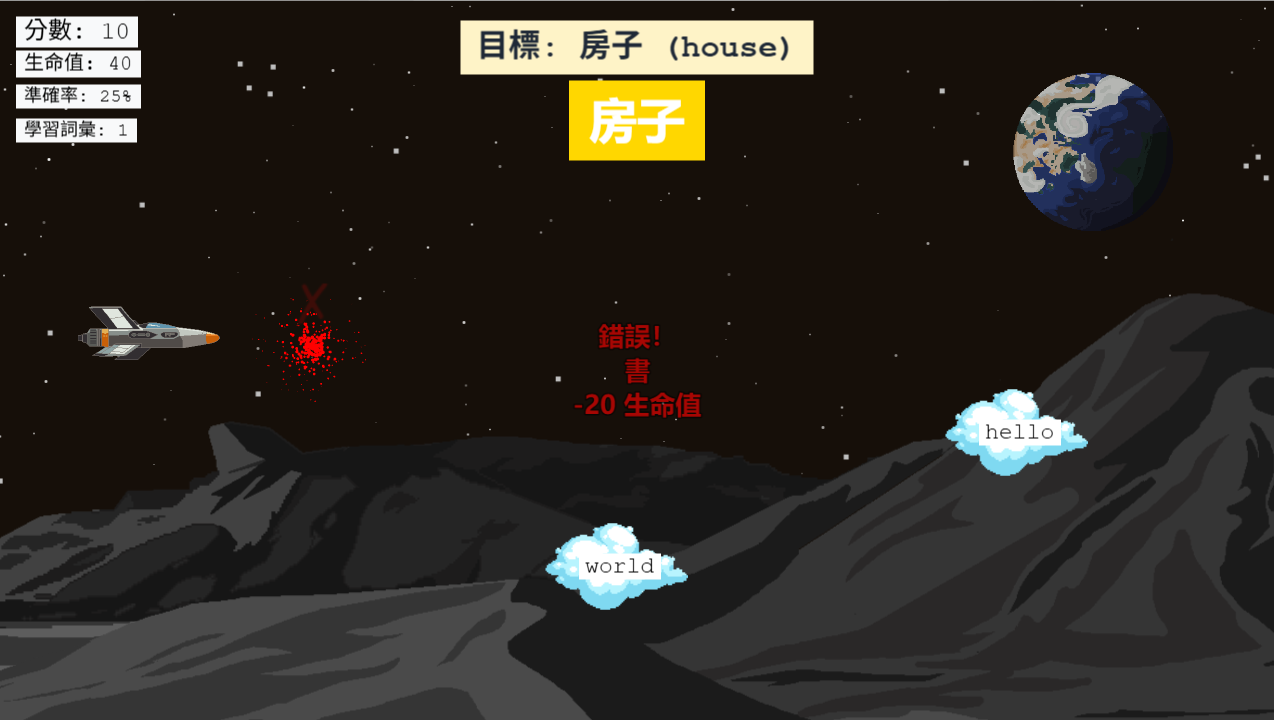 分數: 10
生命值: 40
準確率: 25%
學習詞彙: 1
目標: 房子 (house)
房子
X
錯誤!
書
-20 生命值
hello
world